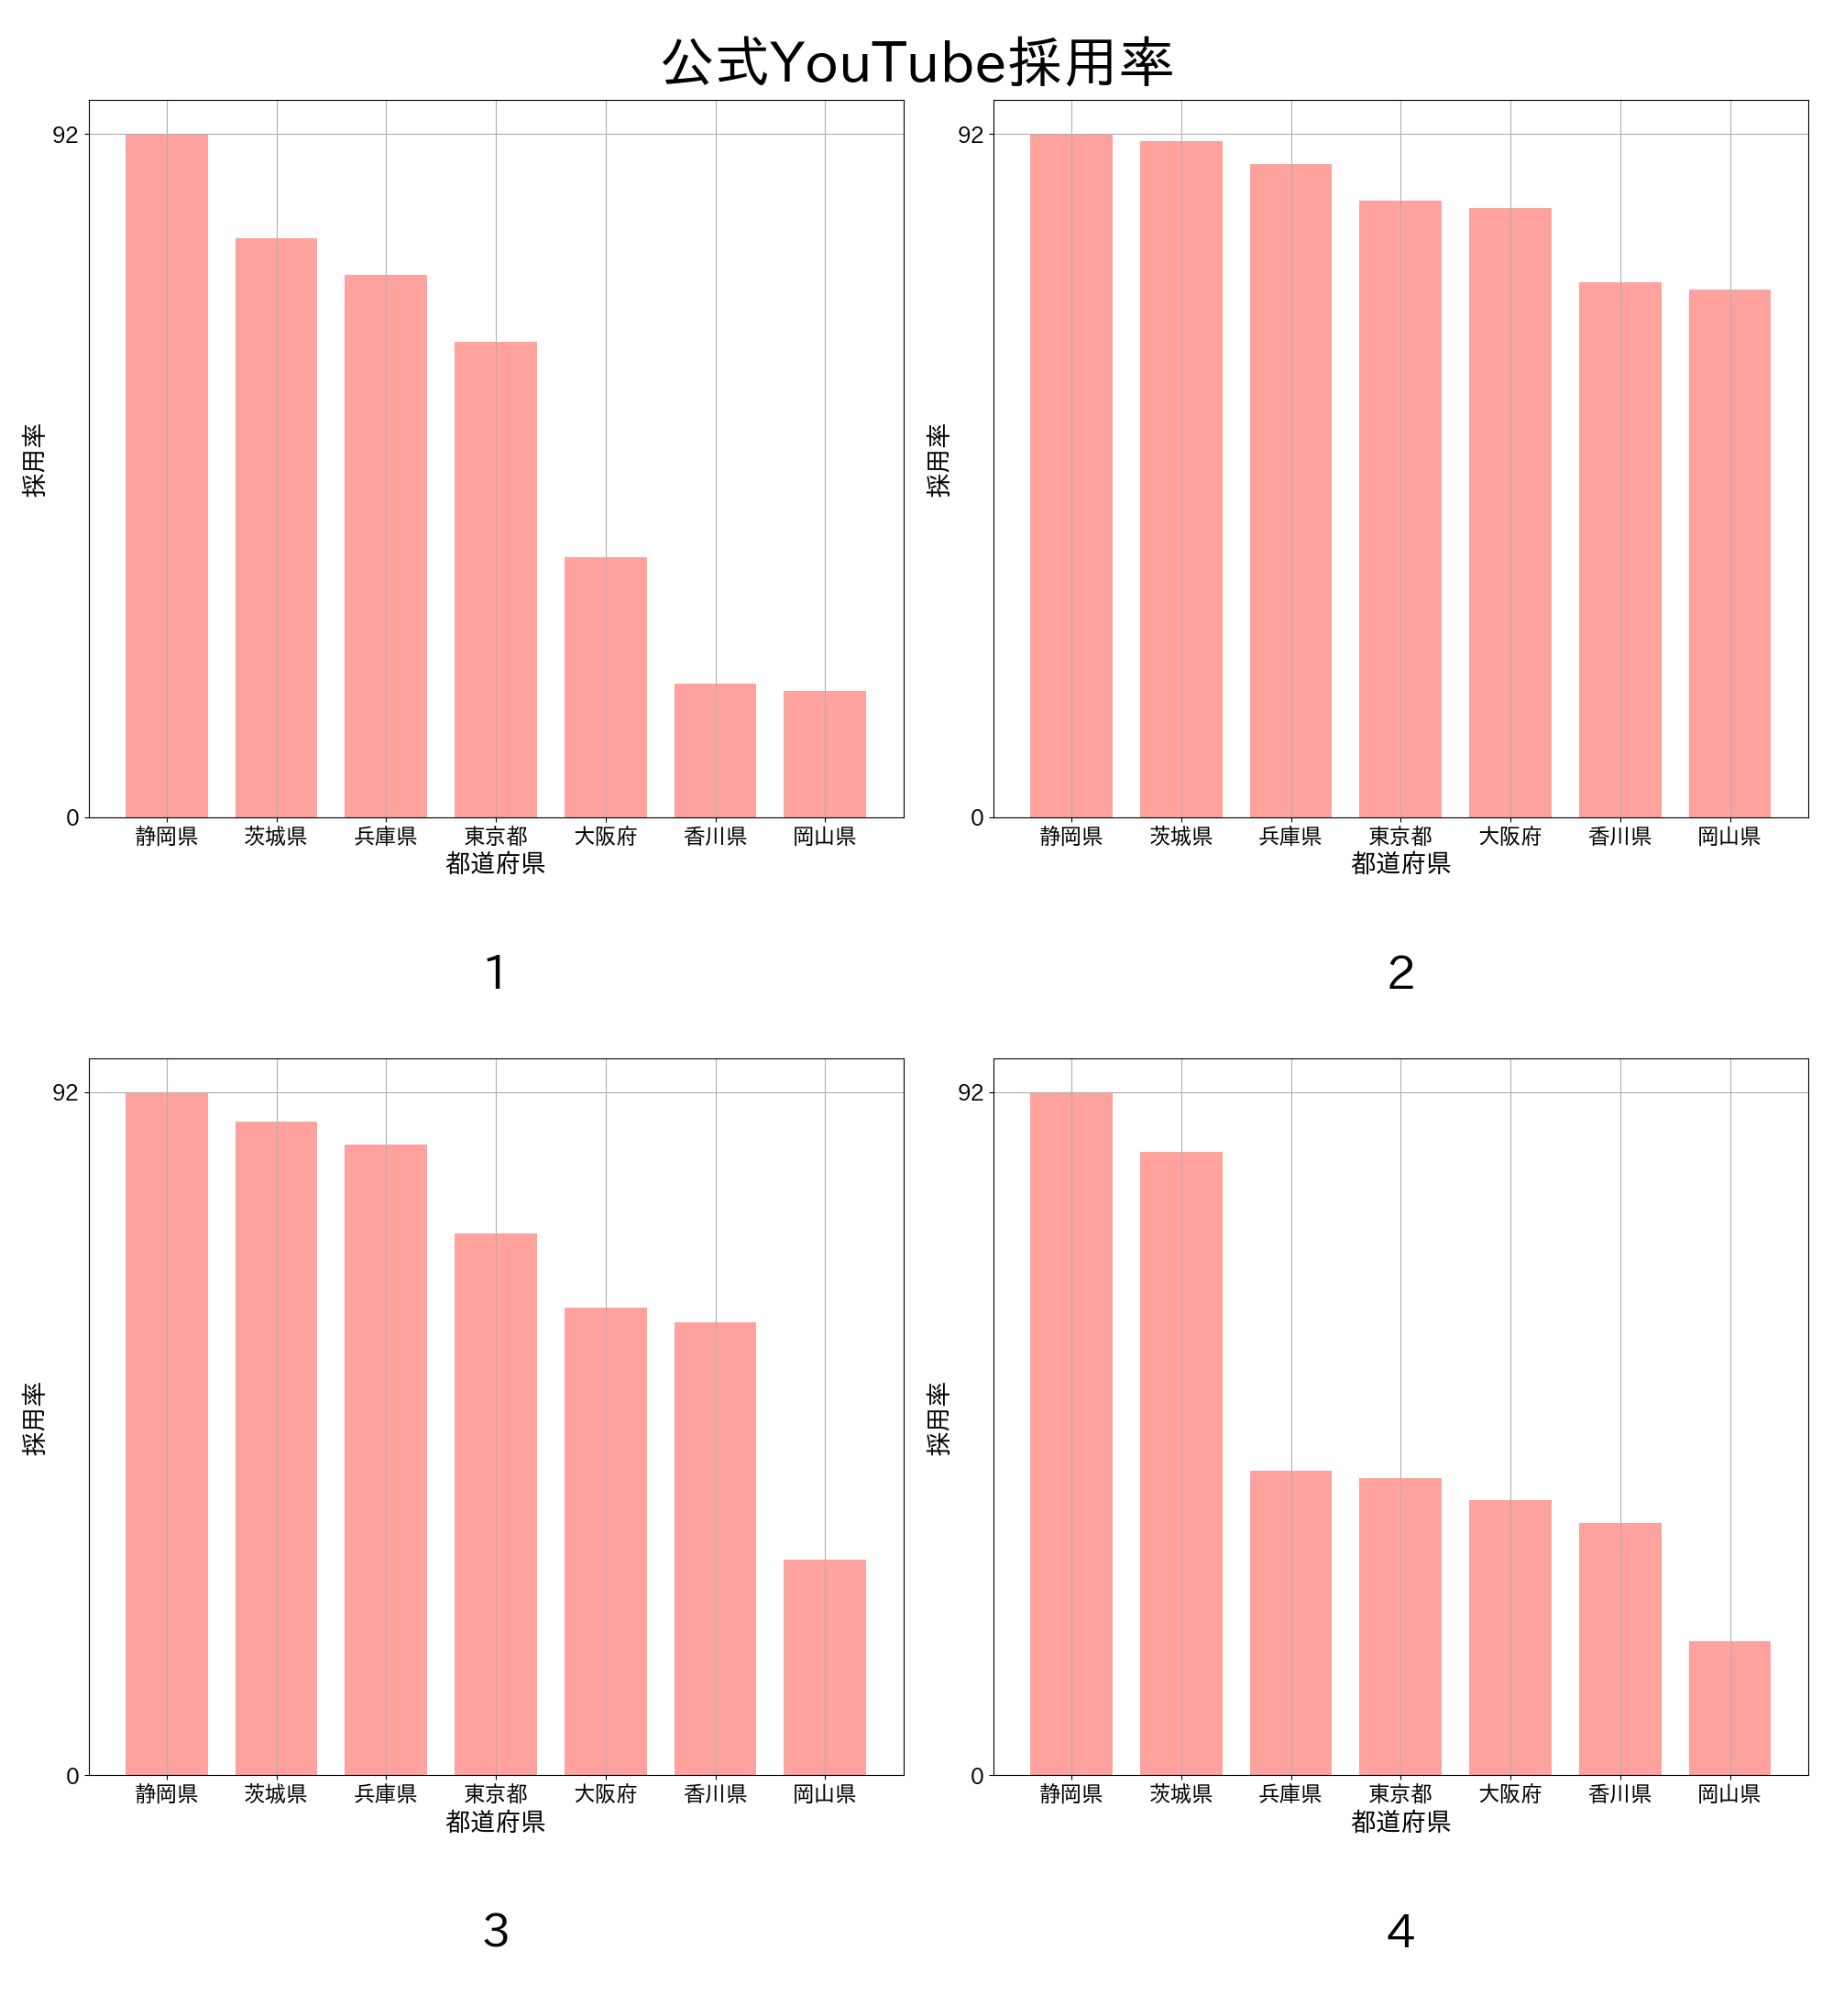 公式YouTube採用率
92
0
採用率
静岡県 茨城県 兵庫県 東京都 大阪府 香川県 岡山県
都道府県
1
92
0
採用率
静岡県 茨城県 兵庫県 東京都 大阪府 香川県 岡山県
都道府県
2
92
0
採用率
静岡県 茨城県 兵庫県 東京都 大阪府 香川県 岡山県
都道府県
3
92
0
採用率
静岡県 茨城県 兵庫県 東京都 大阪府 香川県 岡山県
都道府県
4